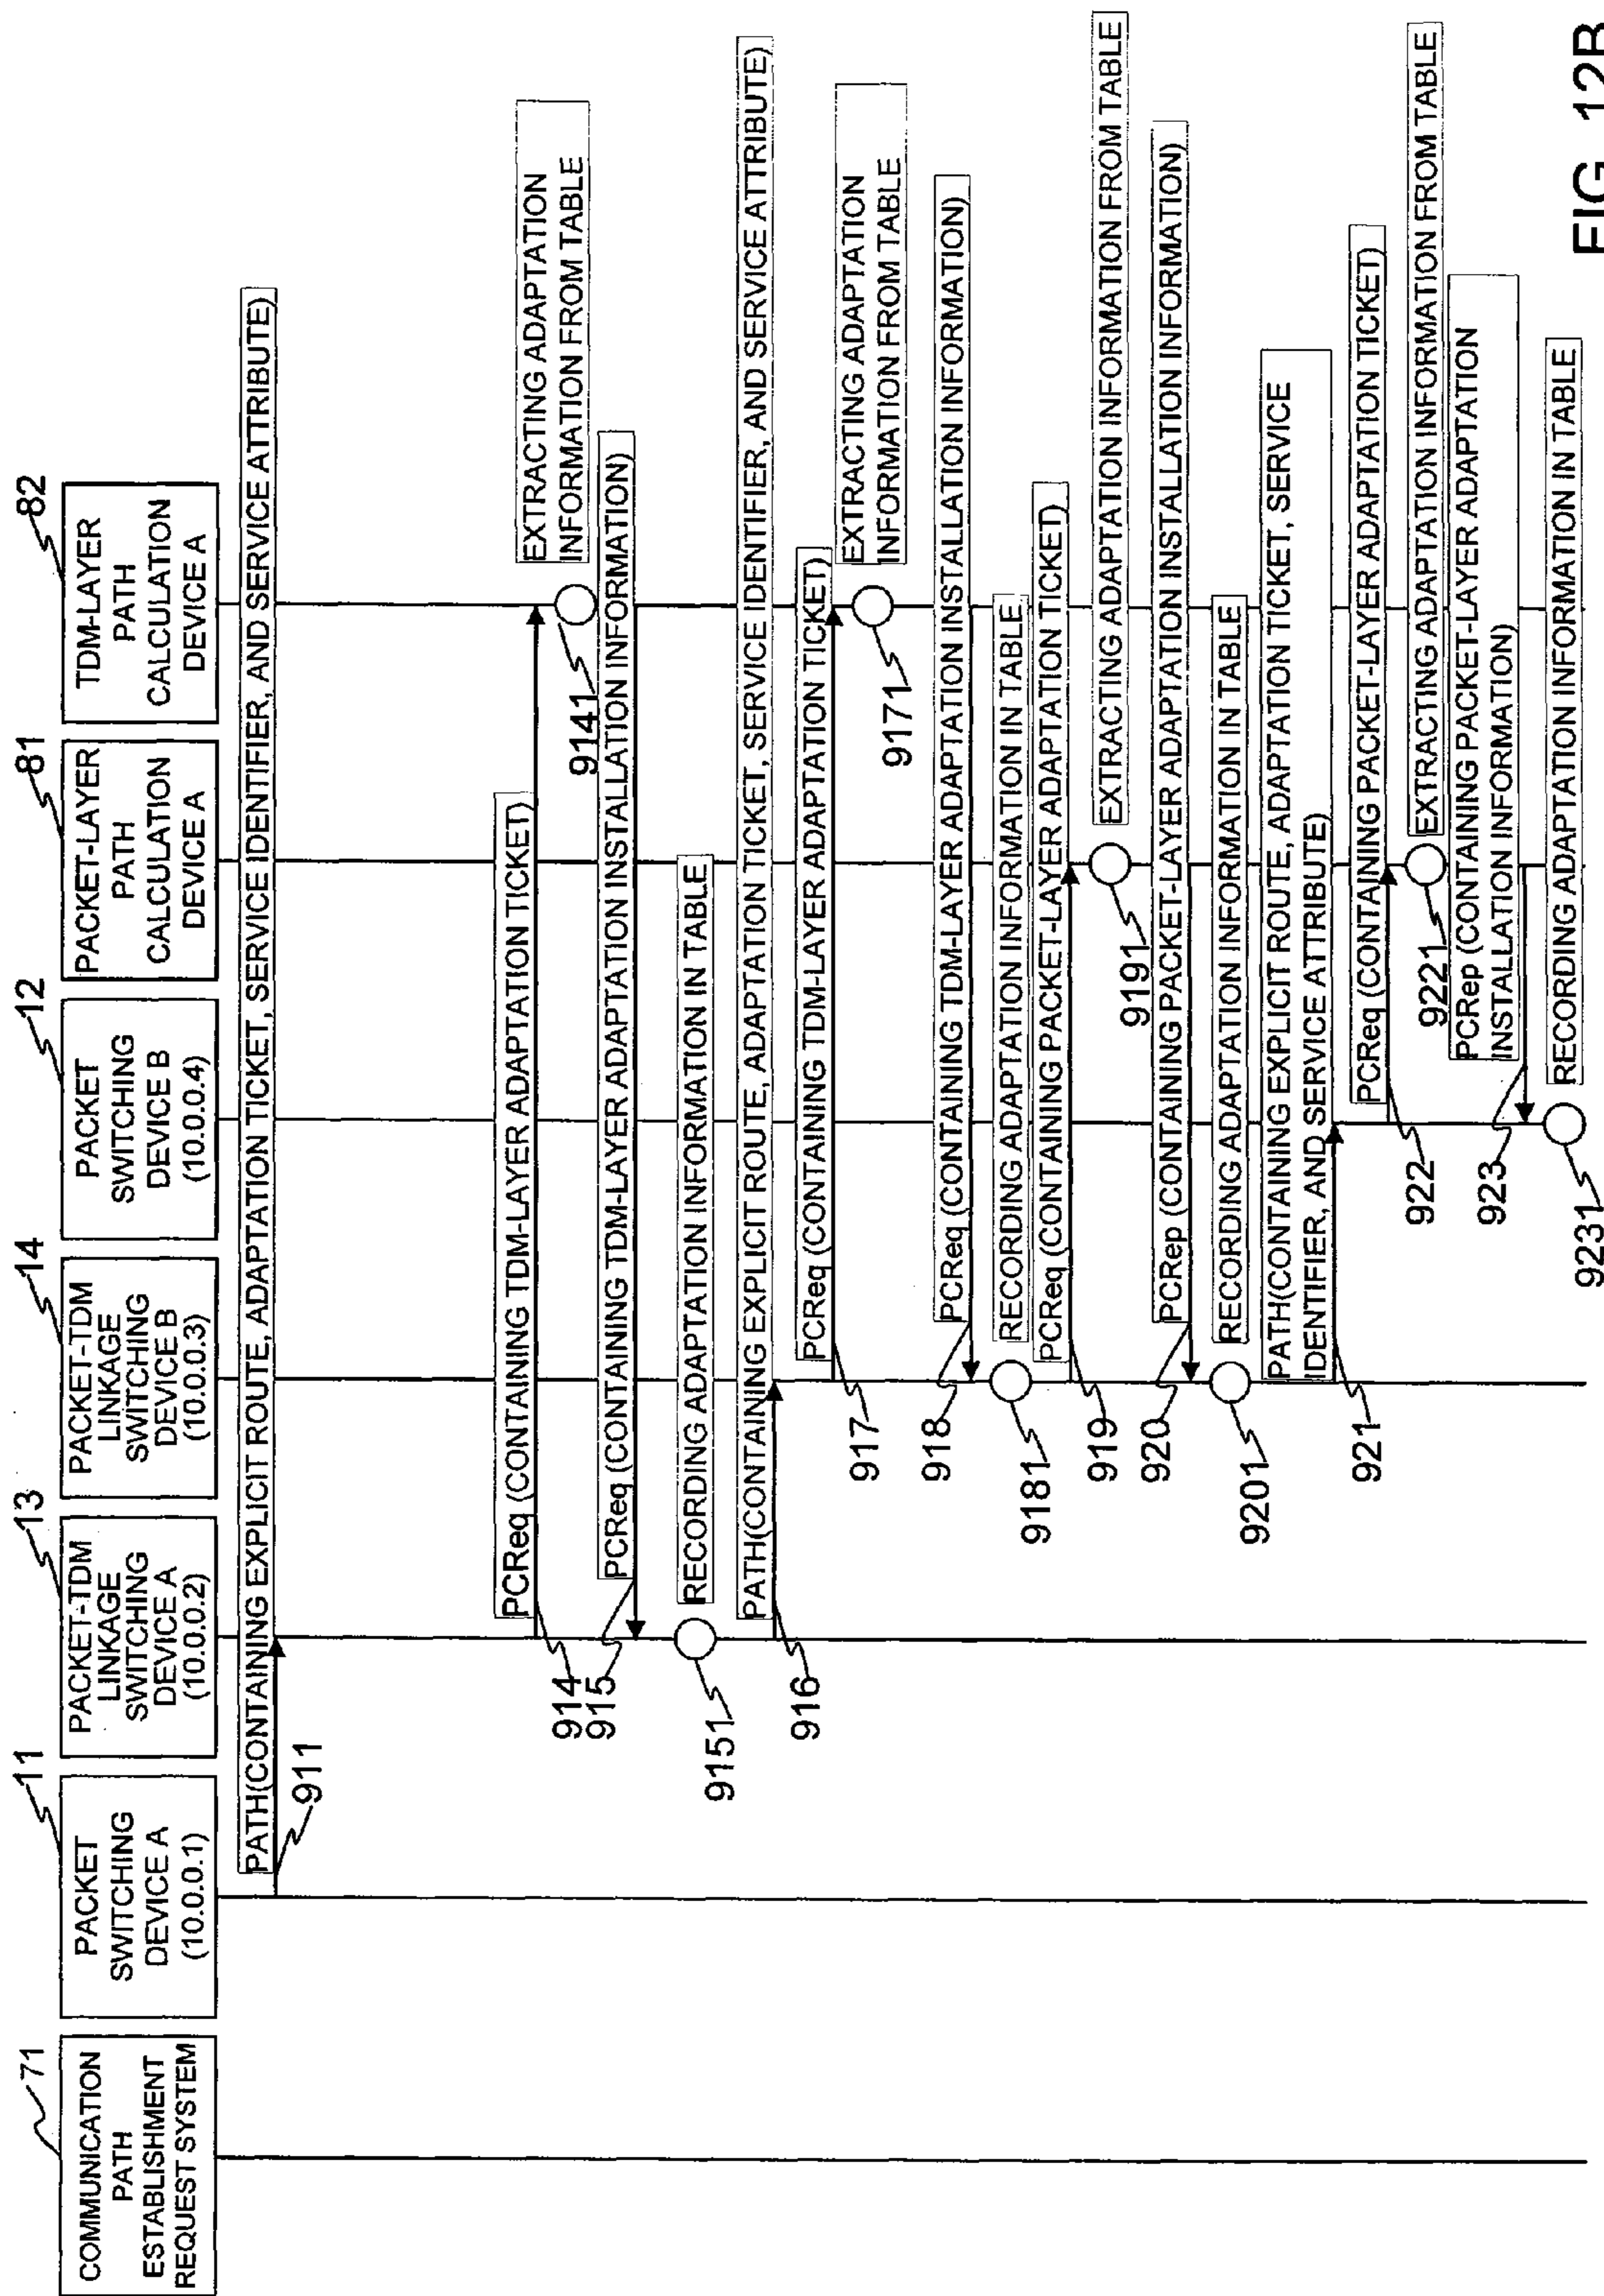 71
COMMUNICATION
PATH
ESTABLISHMENT
REQUEST SYSTEM
11
PACKET
SWITCHING
DEVICE A
(10.0.0.1)
13
PACKET-TDM
LINKAGE
SWITCHING
DEVICE A
(10.0.0.2)
14
PACKET-TDM
LINKAGE
SWITCHING
DEVICE B
(10.0.0.3)
12
PACKET
SWITCHING
DEVICE B
(10.0.0.4)
81
PACKET-LAYER
PATH
CALCULATION
DEVICE A
82
TDM-LAYER
PATH
CALCULATION
DEVICE A
PATH(CONTAINING EXPLICIT ROUTE, ADAPTATION TICKET, SERVICE IDENTIFIER, AND SERVICE ATTRIBUTE)
911
PCReq (CONTAINING TDM-LAYER ADAPTATION TICKET)
914
EXTRACTING ADAPTATION
INFORMATION FROM TABLE
9141
PCReq (CONTAINING TDM-LAYER ADAPTATION INSTALLATION INFORMATION)
915
RECORDING ADAPTATION INFORMATION IN TABLE
9151
PATH(CONTAINING EXPLICIT ROUTE, ADAPTATION TICKET, SERVICE IDENTIFIER, AND SERVICE ATTRIBUTE)
916
PCReq (CONTAINING TDM-LAYER ADAPTATION TICKET)
917
EXTRACTING ADAPTATION
INFORMATION FROM TABLE
9171
PCReq (CONTAINING TDM-LAYER ADAPTATION INSTALLATION INFORMATION)
918
RECORDING ADAPTATION INFORMATION IN TABLE
9181
PCReq (CONTAINING PACKET-LAYER ADAPTATION TICKET)
919
EXTRACTING ADAPTATION INFORMATION FROM TABLE
9191
PCRep (CONTAINING PACKET-LAYER ADAPTATION INSTALLATION INFORMATION)
920
RECORDING ADAPTATION INFORMATION IN TABLE
9201
PATH(CONTAINING EXPLICIT ROUTE, ADAPTATION TICKET, SERVICE
IDENTIFIER, AND SERVICE ATTRIBUTE)
921
PCReq (CONTAINING PACKET-LAYER ADAPTATION TICKET)
922
EXTRACTING ADAPTATION INFORMATION FROM TABLE
9221
PCRep (CONTAINING PACKET-LAYER ADAPTATION
INSTALLATION INFORMATION)
923
RECORDING ADAPTATION INFORMATION IN TABLE
9231
FIG. 12B